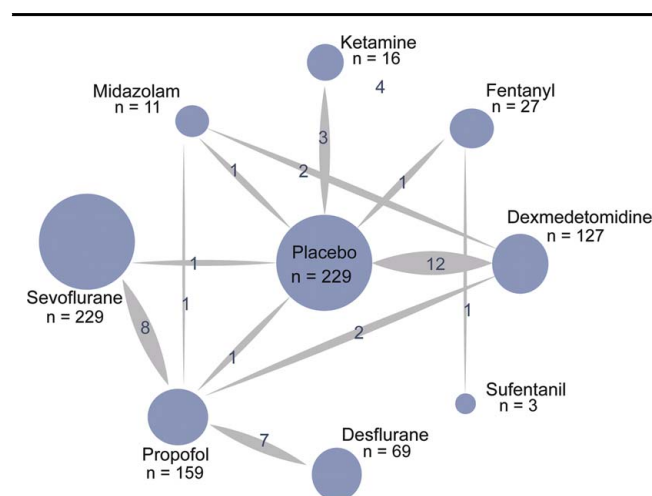 Ketamine
n = 16
4
Midazolam
n = 11
Fentanyl
n = 27
3
1
2
1
Dexmedetomidine
n = 127
Placebo
n = 229
12
1
Sevoflurane
n = 229
1
1
8
2
1
Sufentanil
n = 3
Propofol
n = 159
7
Desflurane
n = 69